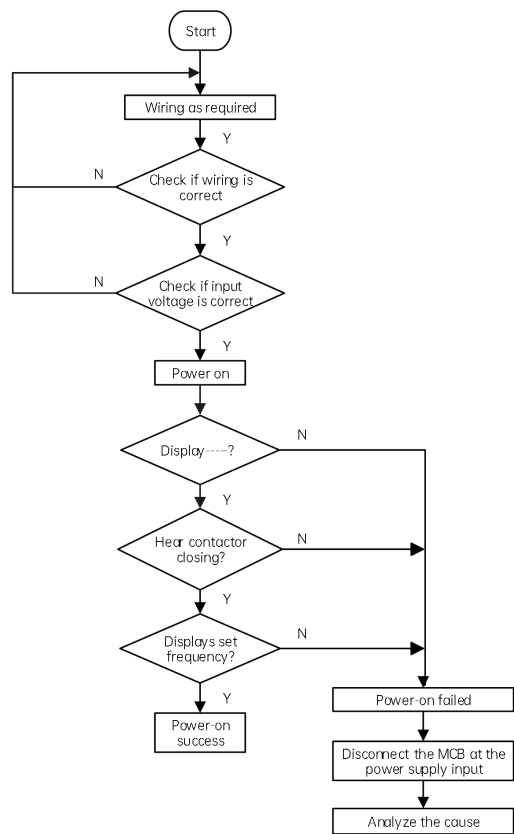 Start
Wiring as required
Y
N
Check if wiring is
correct
Y
N
Check if input
voltage is correct
Y
Power on
N
Display-----?
Y
N
Hear contactor
closing?
Y
N
Displays set
frequency?
Y
Power-on failed
Power-on
success
Disconnect the MCB at the
power supply input
Analyze the cause